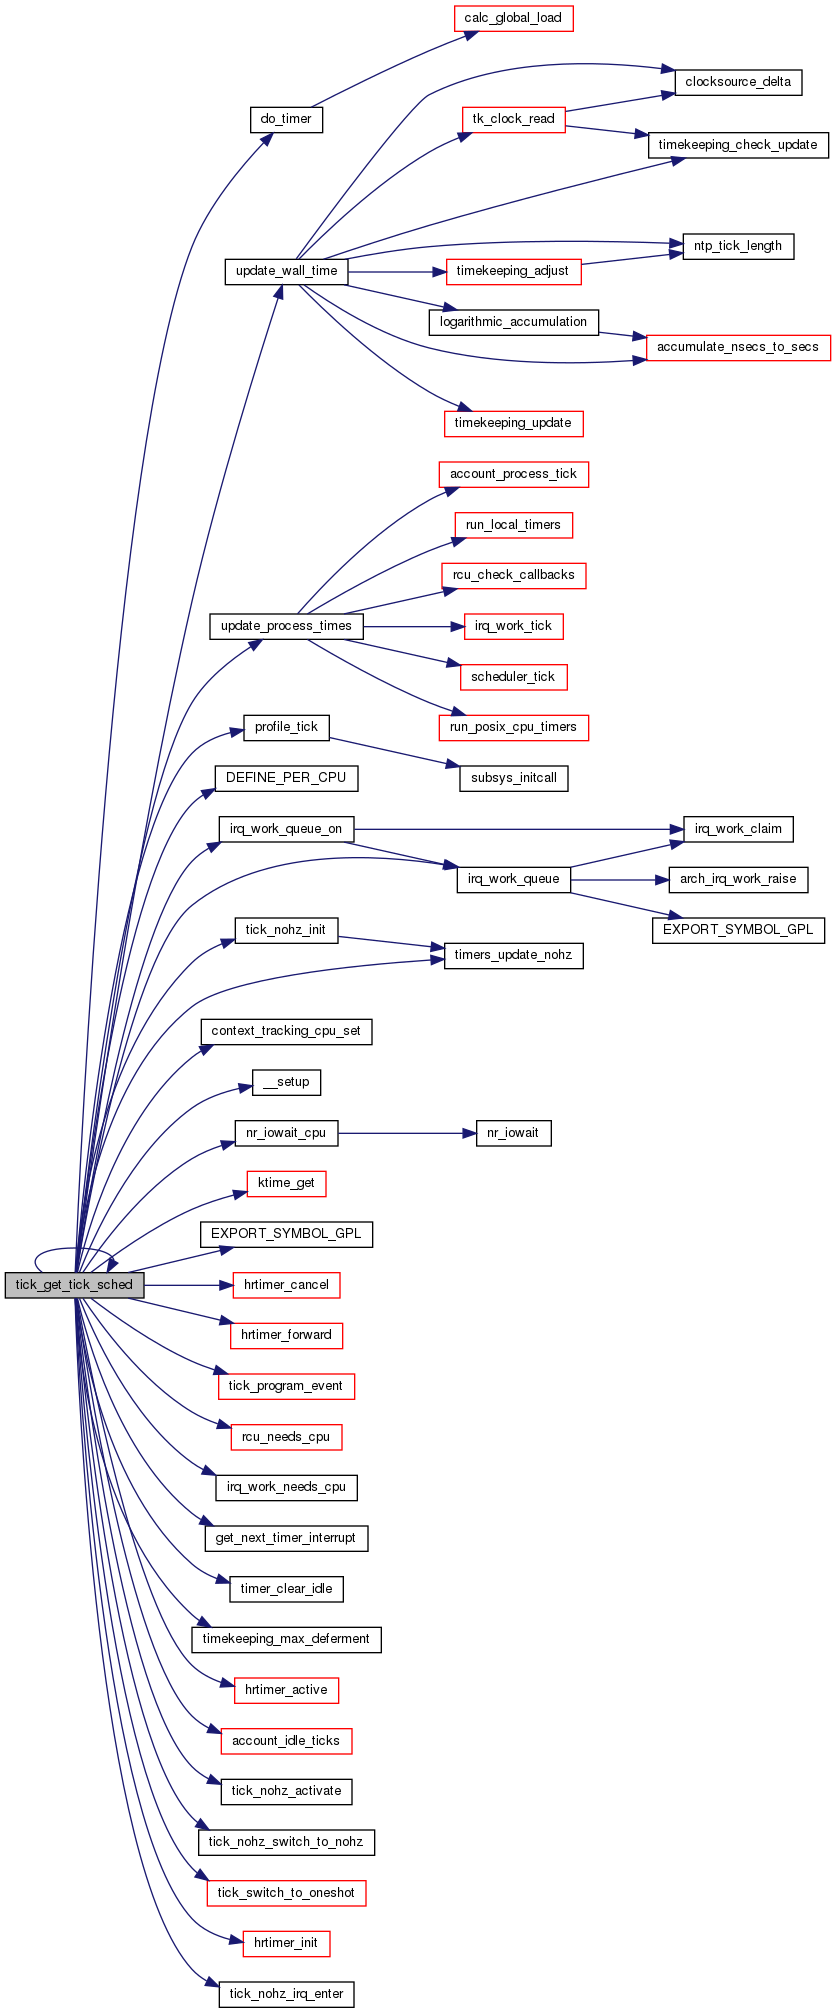 calc_global_load
clocksource_delta
do_timer
tk_clock_read
timekeeping_check_update
ntp_tick_length
update_wall_time
timekeeping_adjust
logarithmic_accumulation
accumulate_nsecs_to_secs
timekeeping_update
account_process_tick
run_local_timers
rcu_check_callbacks
update_process_times
irq_work_tick
scheduler_tick
run_posix_cpu_timers
profile_tick
DEFINE_PER_CPU
subsys_initcall
irq_work_queue_on
irq_work_claim
irq_work_queue
arch_irq_work_raise
tick_nohz_init
EXPORT_SYMBOL_GPL
timers_update_nohz
context_tracking_cpu_set
__setup
nr_iowait_cpu
nr_iowait
ktime_get
EXPORT_SYMBOL_GPL
tick_get_tick_sched
hrtimer_cancel
hrtimer_forward
tick_program_event
rcu_needs_cpu
irq_work_needs_cpu
get_next_timer_interrupt
timer_clear_idle
timekeeping_max_deferment
hrtimer_active
account_idle_ticks
tick_nohz_activate
tick_nohz_switch_to_nohz
tick_switch_to_oneshot
hrtimer_init
tick_nohz_irq_enter